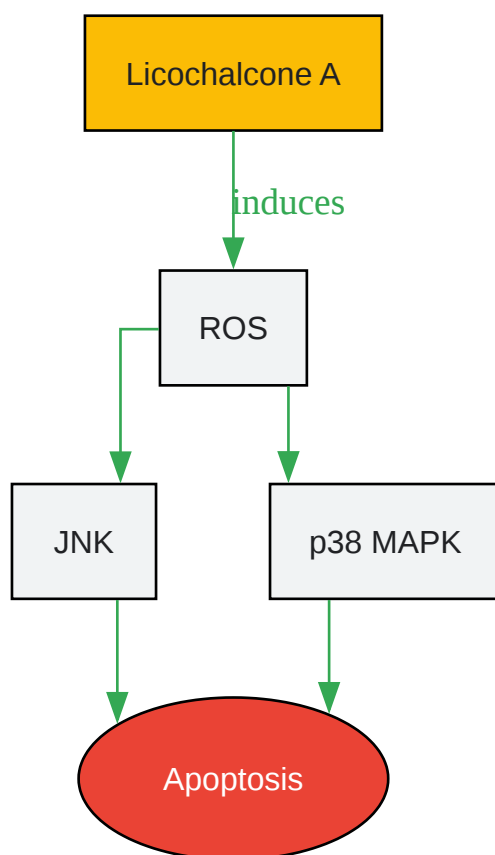 Licochalcone A
induces
ROS
JNK
p38 MAPK
Apoptosis